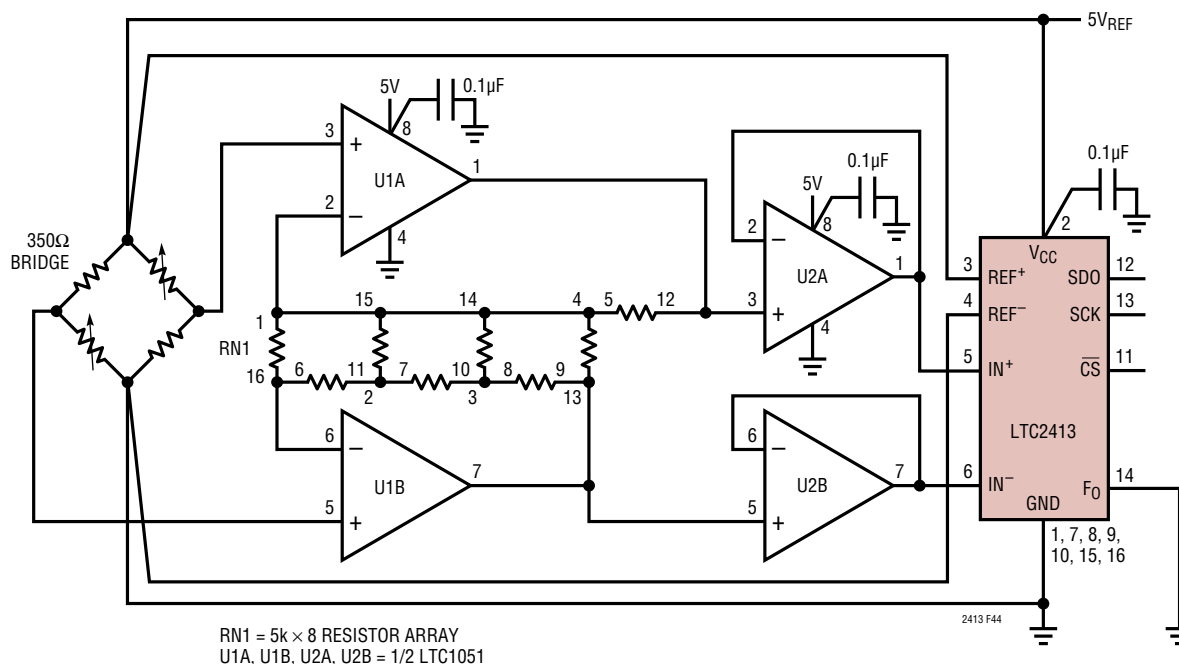 5VREF
5V
0.1µF
8
3
+
U1A
1
2
–
4
350Ω
BRIDGE
5V
0.1µF
8
2
–
U2A
1
3
+
4
0.1µF
2
VCC
3
REF+
SDO
12
4
REF–
SCK
13
5
IN+
CS
11
LTC2413
6
IN–
FO
14
GND
1, 7, 8, 9,
10, 15, 16
1
15
14
4
5
12
RN1
16
6
11
7
10
8
9
2
3
13
6
–
U1B
7
5
+
6
–
U2B
7
5
+
2413 F44
RN1 = 5k × 8 RESISTOR ARRAY
U1A, U1B, U2A, U2B = 1/2 LTC1051